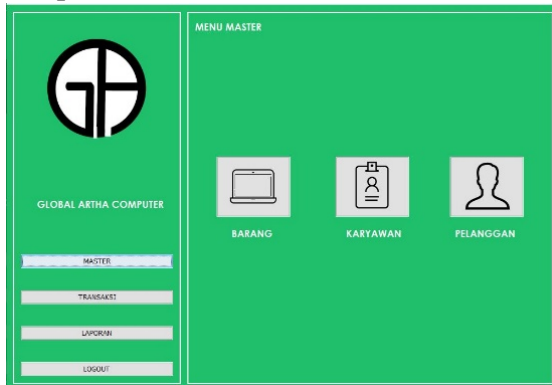 GLOBAL ARTHA COMPUTER
MASTER
TRANSAKSI
LAPORAN
LOGOUT
MENU MASTER
BARANG
KARYAWAN
PELANGGAN